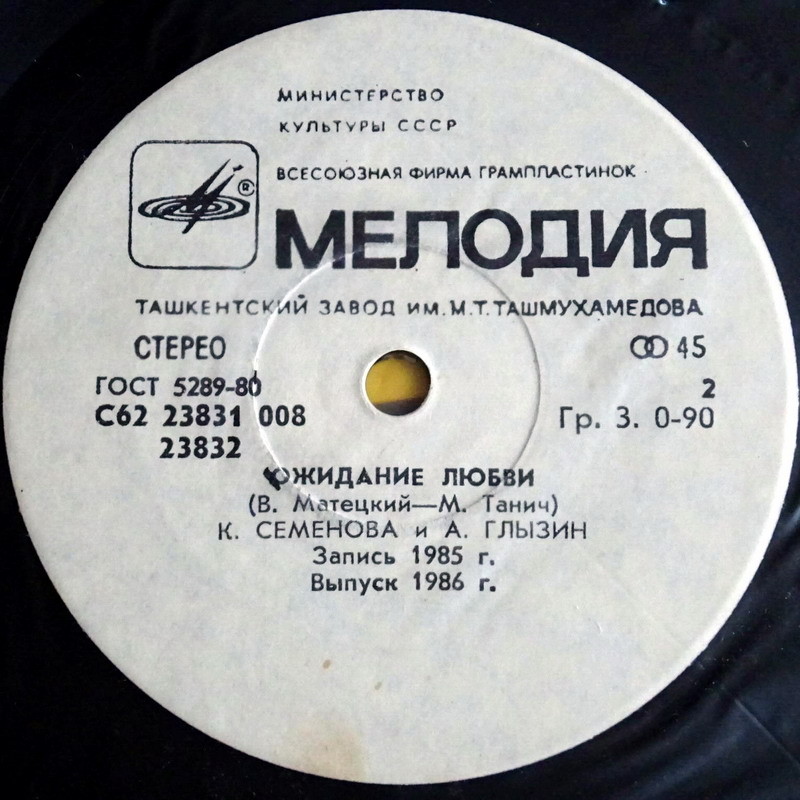 МИНИСТЕРСТВО
КУЛЬТУРЫ СССР
ВСЕСОЮЗНАЯ ФИРМА ГРАМПЛАСТИНОК
®
МЕЛОДИЯ
ТАШКЕНТСКИЙ ЗАВОД ИМ. М. Т. ТАШМУХАМЕДОВА
СТЕРЕО 45
ГОСТ 5289-80 2
С62 23831 008 Гр. 3. 0-90
23832
ОЖИДАНИЕ ЛЮБВИ
(В. Матецкий—М. Танич)
К. СЕМЕНОВА и А. ГЛЫЗИН
Запись 1985 г.
Выпуск 1986 г.